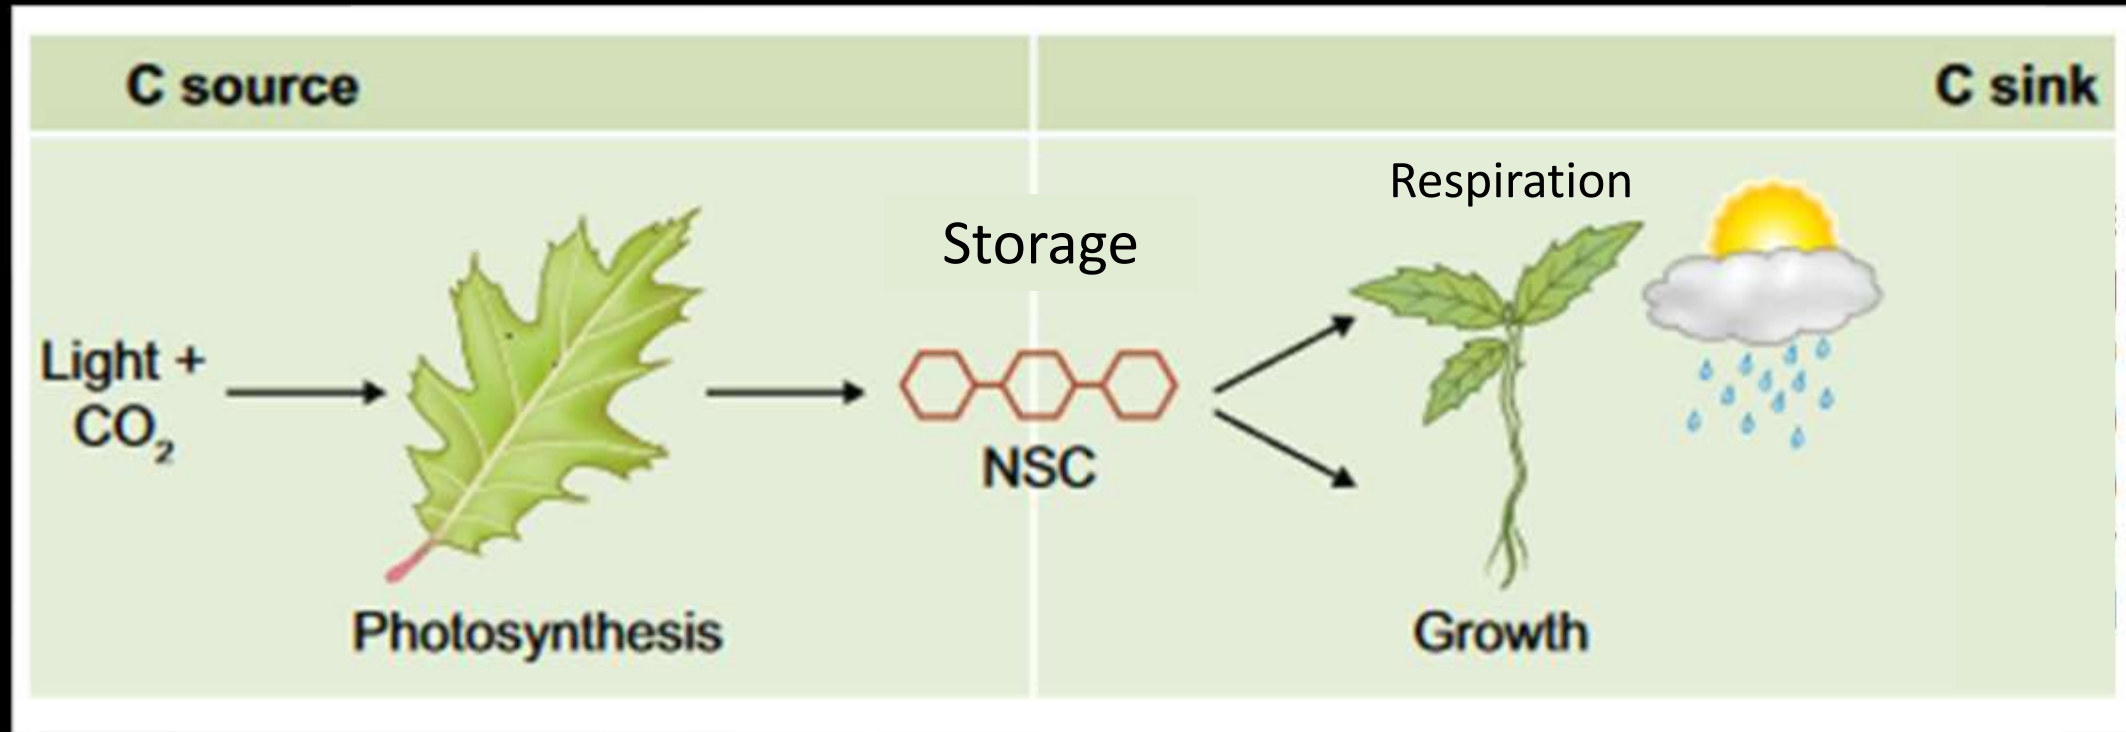 C source
C sink
Respiration
Storage
Light +
CO₂
NSC
Photosynthesis
Growth